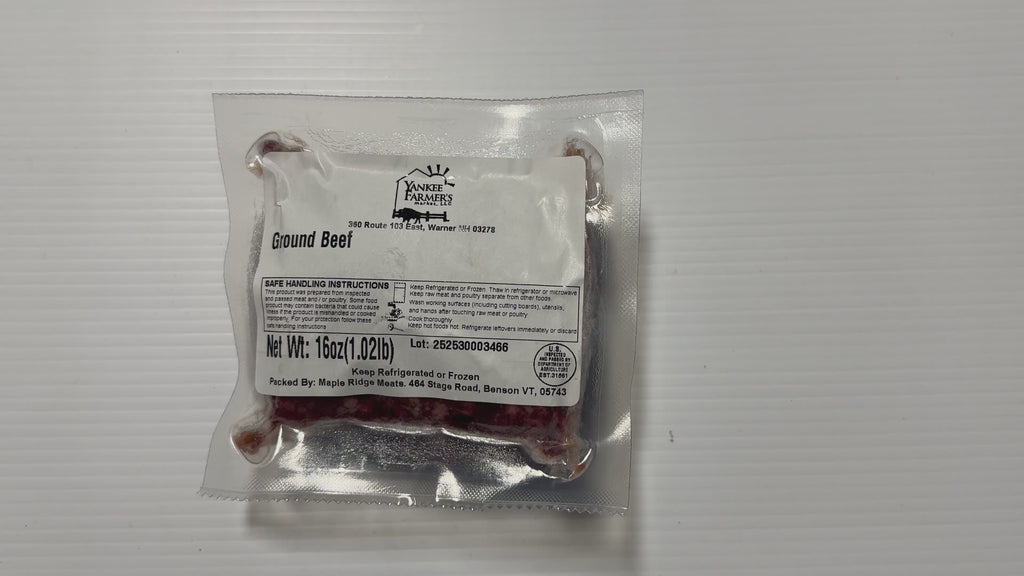 YANKEE
FARMER'S
market, LLC
360 Route 103 East, Warner NH 03278
Ground Beef
SAFE HANDLING INSTRUCTIONS
This product was prepared from inspected
and passed meat and / or poultry. Some food
product may contain bacteria that could cause
illness if the product is mishandled or cooked
improperly. For your protection follow these
safe handling instructions
Keep Refrigerated or Frozen. Thaw in refrigerator or microwave
Keep raw meat and poultry separate from other foods.
Wash working surfaces (including cutting boards), utensils,
and hands after touching raw meat or poultry
Cook thoroughly
Keep hot foods hot. Refrigerate leftovers immediately or discard
Net Wt: 16oz(1.02lb)
Lot: 252530003466
U.S.
INSPECTED
AND PASSED BY
DEPARTMENT OF
AGRICULTURE
EST.31661
Keep Refrigerated or Frozen
Packed By: Maple Ridge Meats. 464 Stage Road, Benson VT, 05743